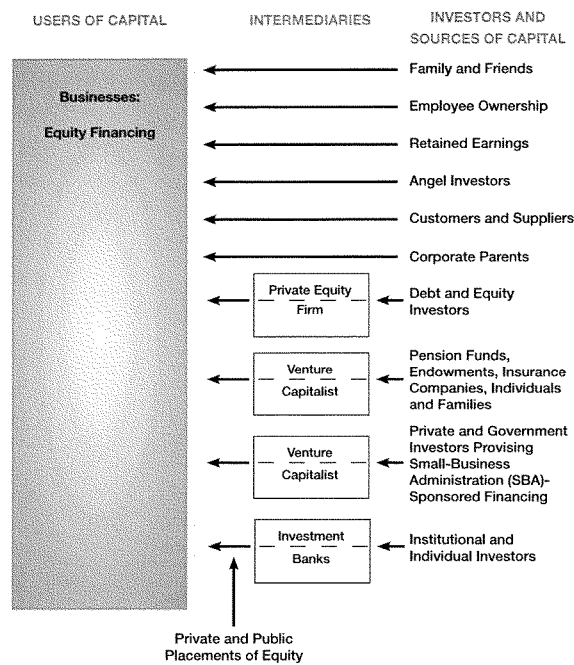 USERS OF CAPITAL
INTERMEDIARIES
INVESTORS AND
SOURCES OF CAPITAL
Businesses:
Equity Financing
Family and Friends
Employee Ownership
Retained Earnings
Angel Investors
Customers and Suppliers
Corporate Parents
Private Equity
Firm
Debt and Equity
Investors
Venture
Capitalist
Pension Funds,
Endowments, Insurance
Companies, Individuals
and Families
Venture
Capitalist
Private and Government
Investors Provising
Small-Business
Administration (SBA)-
Sponsored Financing
Investment
Banks
Institutional and
Individual Investors
Private and Public
Placements of Equity